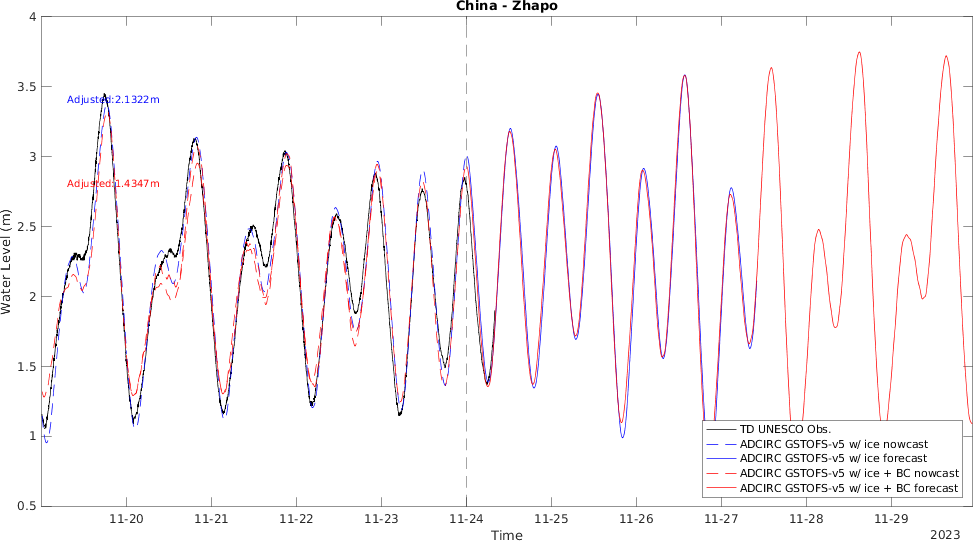 China - Zhapo
4
3.5
3
2.5
2
1.5
1
0.5
Water Level (m)
Adjusted:2.1322m
Adjusted:1.4347m
TD UNESCO Obs.
ADCIRC GSTOFS-v5 w/ ice nowcast
ADCIRC GSTOFS-v5 w/ ice forecast
ADCIRC GSTOFS-v5 w/ ice + BC nowcast
ADCIRC GSTOFS-v5 w/ ice + BC forecast
11-20 11-21 11-22 11-23 11-24 11-25 11-26 11-27 11-28 11-29
Time
2023